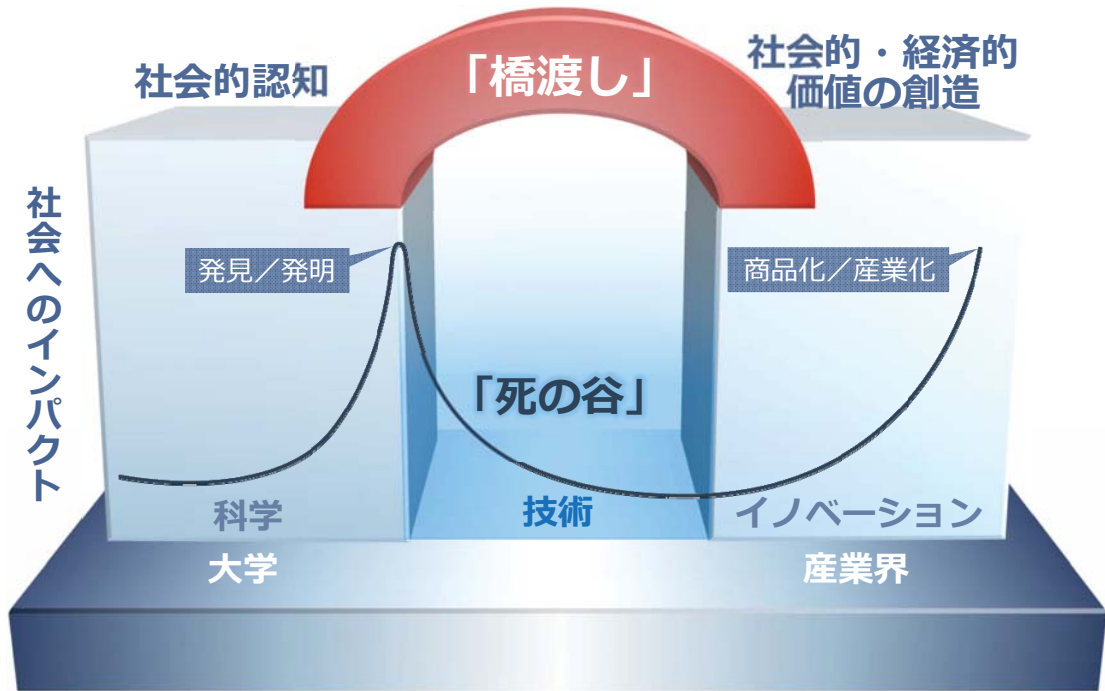 社会的認知
「橋渡し」
社会的・経済的
価値の創造
社会へのインパクト
発見／発明
商品化／産業化
「死の谷」
科学
技術
イノベーション
大学
産業界